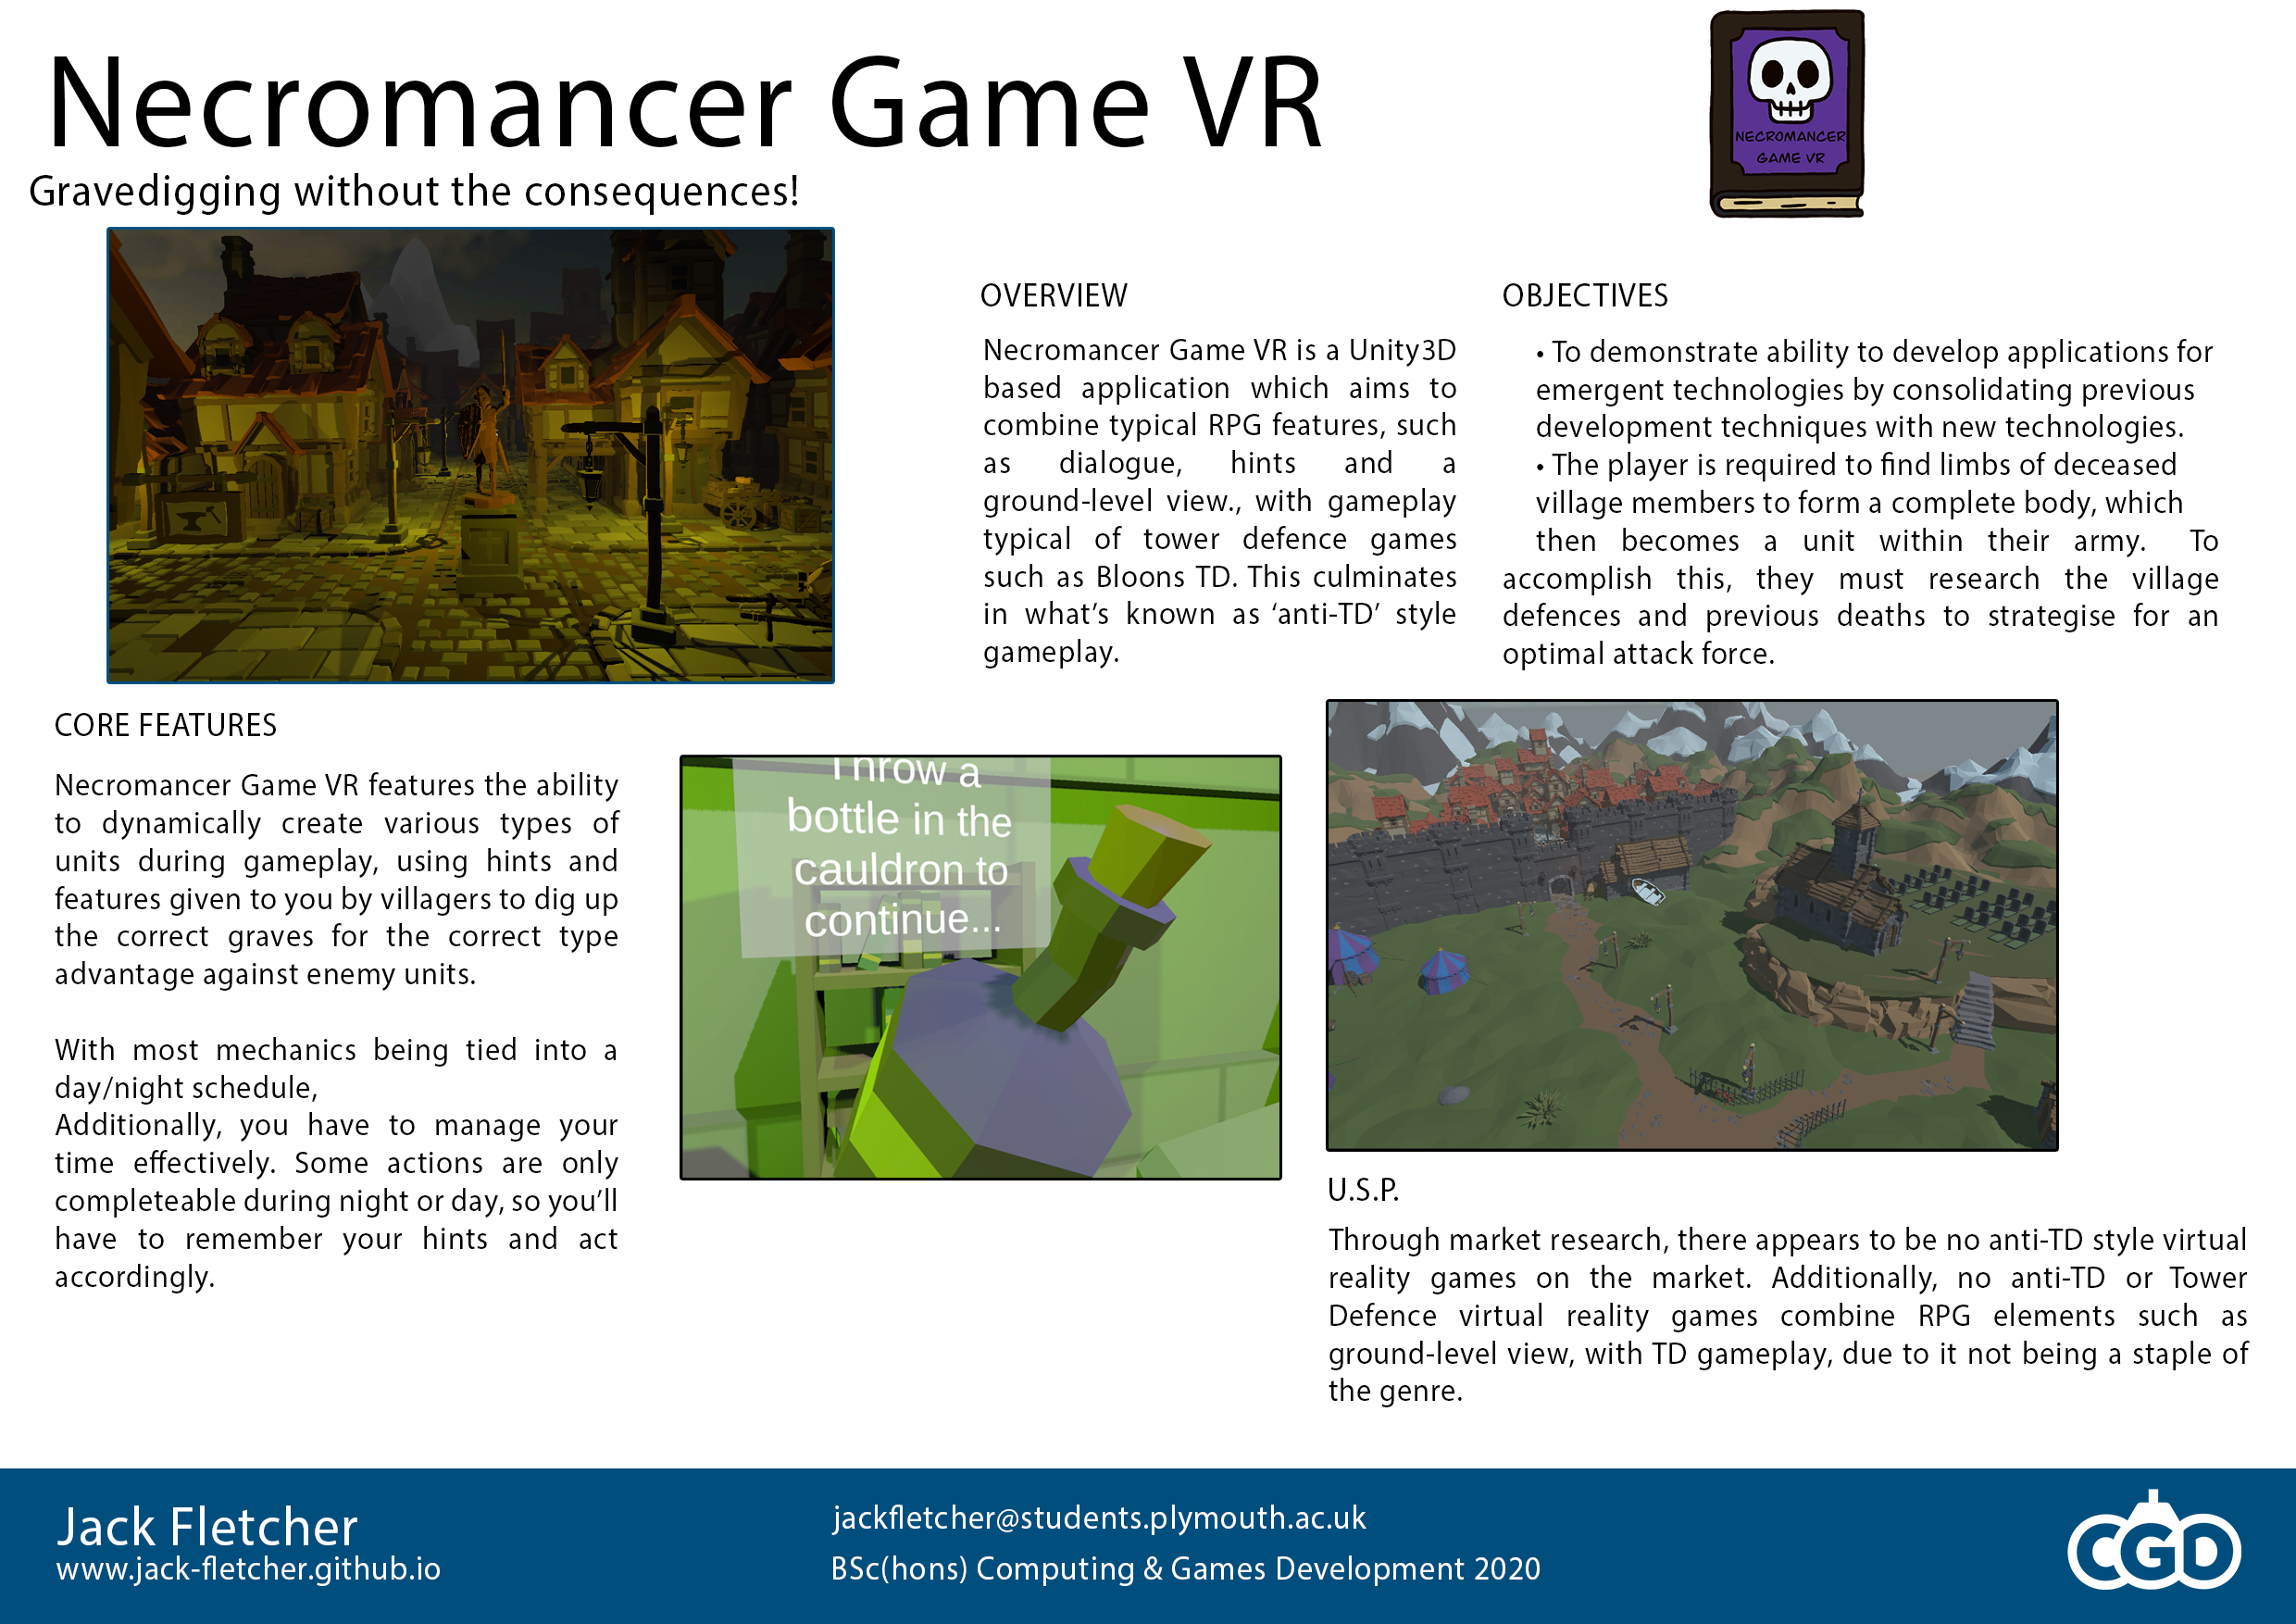 Necromancer Game VR
Gravedigging without the consequences!
NECROMANCER
GAME VR
OVERVIEW
Necromancer Game VR is a Unity3D
based application which aims to
combine typical RPG features, such
as dialogue, hints and a
ground-level view., with gameplay
typical of tower defence games
such as Bloons TD. This culminates
in what's known as ‘anti-TD’ style
gameplay.
OBJECTIVES
• To demonstrate ability to develop applications for
emergent technologies by consolidating previous
development techniques with new technologies.
• The player is required to find limbs of deceased
village members to form a complete body, which
then becomes a unit within their army. To
accomplish this, they must research the village
defences and previous deaths to strategise for an
optimal attack force.
CORE FEATURES
Necromancer Game VR features the ability
to dynamically create various types of
units during gameplay, using hints and
features given to you by villagers to dig up
the correct graves for the correct type
advantage against enemy units.
With most mechanics being tied into a
day/night schedule,
Additionally, you have to manage your
time effectively. Some actions are only
completeable during night or day, so you’ll
have to remember your hints and act
accordingly.
Throw a
bottle in the
cauldron to
continue...
U.S.P.
Through market research, there appears to be no anti-TD style virtual
reality games on the market. Additionally, no anti-TD or Tower
Defence virtual reality games combine RPG elements such as
ground-level view, with TD gameplay, due to it not being a staple of
the genre.
Jack Fletcher
www.jack-fletcher.github.io
jackfletcher@students.plymouth.ac.uk
BSc(hons) Computing & Games Development 2020
CGD